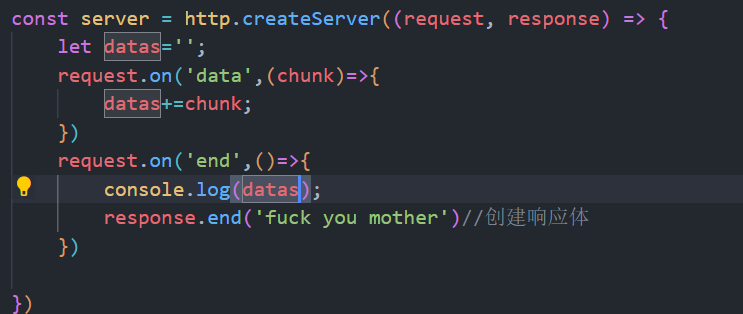 const server = http.createServer((request, response) => {
    let datas='';
    request.on('data',(chunk)=>{
        datas+=chunk;
    })
    request.on('end',()=>{
        console.log(datas);
        response.end('fuck you mother')//创建响应体
    })
})